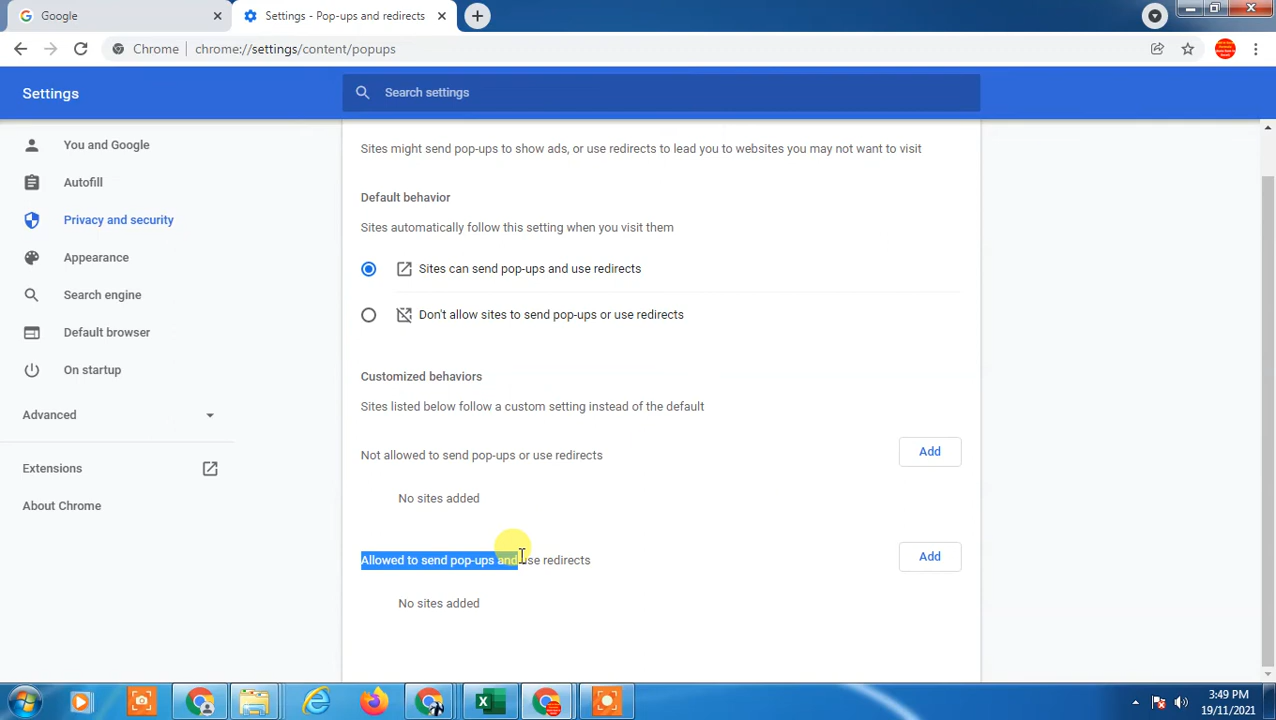 Google
Settings - Pop-ups and redirects
Chrome
chrome://settings/content/popups
Settings
Search settings
You and Google
Autofill
Privacy and security
Appearance
Search engine
Default browser
On startup
Advanced
Extensions
About Chrome
Sites might send pop-ups to show ads, or use redirects to lead you to websites you may not want to visit
Default behavior
Sites automatically follow this setting when you visit them
Sites can send pop-ups and use redirects
Don't allow sites to send pop-ups or use redirects
Customized behaviors
Sites listed below follow a custom setting instead of the default
Not allowed to send pop-ups or use redirects
Add
No sites added
Allowed to send pop-ups and use redirects
Add
No sites added
3:49 PM
19/11/2021